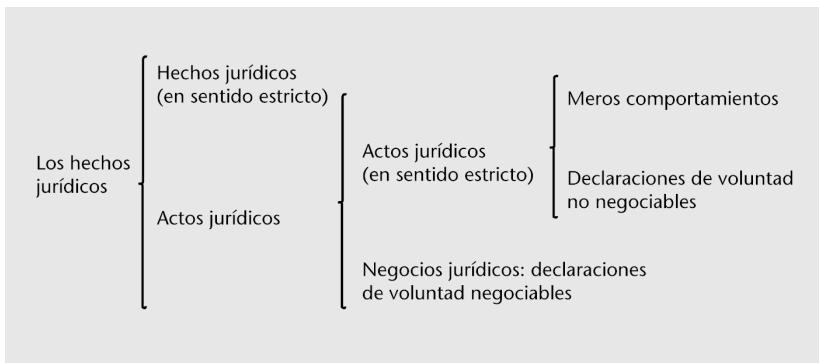 Los hechos
jurídicos
Hechos jurídicos
(en sentido estricto)
Actos jurídicos
Actos jurídicos
(en sentido estricto)
Negocios jurídicos: declaraciones
de voluntad negociables
Meros comportamientos
Declaraciones de voluntad
no negociables